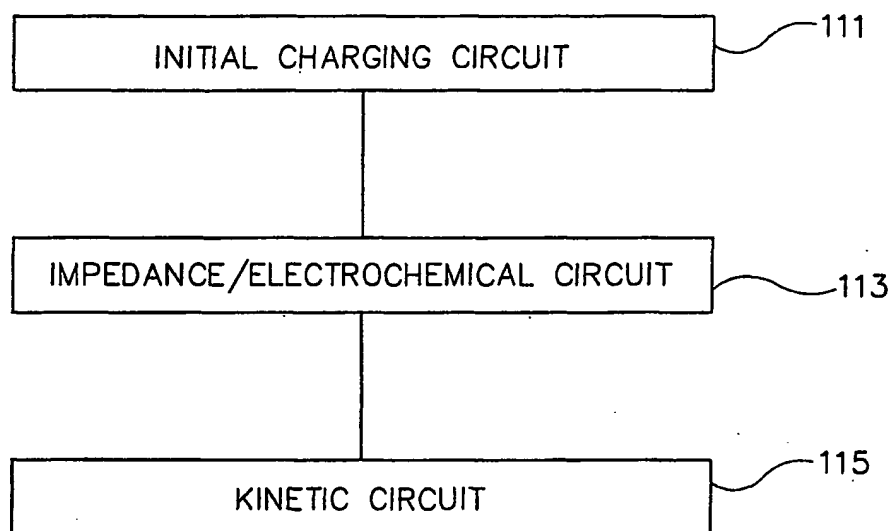 INITIAL CHARGING CIRCUIT
111
IMPEDANCE/ELECTROCHEMICAL CIRCUIT
113
KINETIC CIRCUIT
115